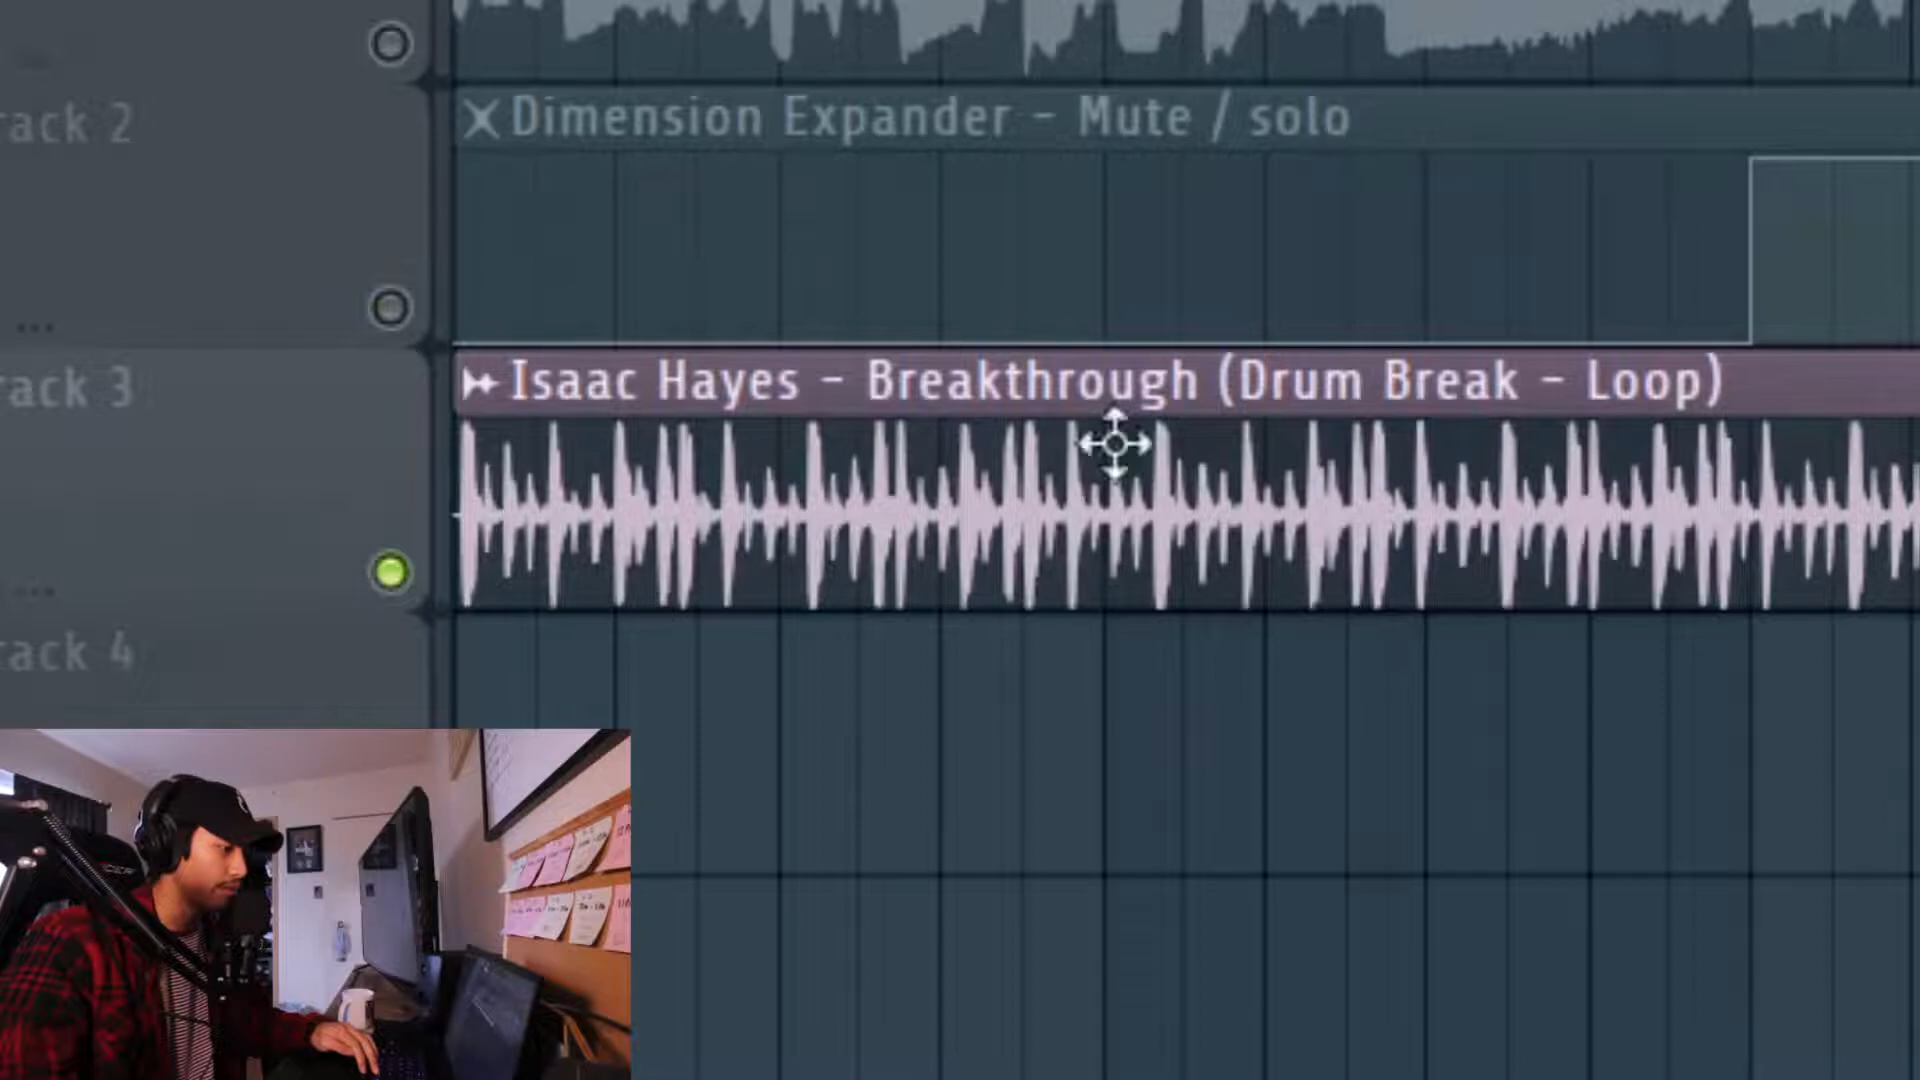 rack 2
Dimension Expander - Mute / solo
...
rack 3
Isaac Hayes - Breakthrough (Drum Break - Loop)
...
rack 4